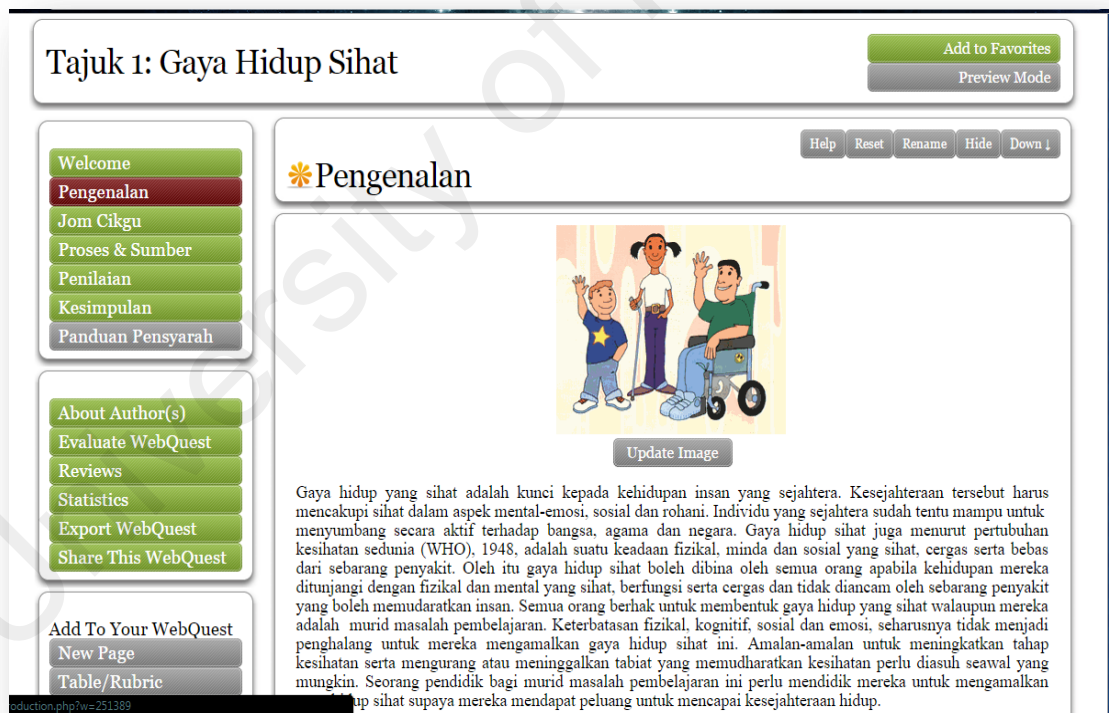 Tajuk 1: Gaya Hidup Sihat
Add to Favorites
Preview Mode
Welcome
Pengenalan
Jom Cikgu
Proses & Sumber
Penilaian
Kesimpulan
Panduan Pensyarah
About Author(s)
Evaluate WebQuest
Reviews
Statistics
Export WebQuest
Share This WebQuest
Add To Your WebQuest
New Page
Table/Rubric
roduction.php?w=251389
Help Reset Rename Hide Down ↓
Pengenalan
Update Image
Gaya hidup yang sihat adalah kunci kepada kehidupan insan yang sejahtera. Kesejahteraan tersebut harus
mencakupi sihat dalam aspek mental-emosi, sosial dan rohani. Individu yang sejahtera sudah tentu mampu untuk
menyumbang secara aktif terhadap bangsa, agama dan negara. Gaya hidup sihat juga menurut pertubuhan
kesihatan sedunia (WHO), 1948, adalah suatu keadaan fizikal, minda dan sosial yang sihat, cergas serta bebas
dari sebarang penyakit. Oleh itu gaya hidup sihat boleh dibina oleh semua orang apabila kehidupan mereka
ditunjangi dengan fizikal dan mental yang sihat, berfungsi serta cergas dan tidak diancam oleh sebarang penyakit
yang boleh memudaratkan insan. Semua orang berhak untuk membentuk gaya hidup yang sihat walaupun mereka
adalah murid masalah pembelajaran. Keterbatasan fizikal, kognitif, sosial dan emosi, seharusnya tidak menjadi
penghalang untuk mereka mengamalkan gaya hidup sihat ini. Amalan-amalan untuk meningkatkan tahap
kesihatan serta mengurang atau meninggalkan tabiat yang memudharatkan kesihatan perlu diasuh seawal yang
mungkin. Seorang pendidik bagi murid masalah pembelajaran ini perlu mendidik mereka untuk mengamalkan
up sihat supaya mereka mendapat peluang untuk mencapai kesejahteraan hidup.
University of